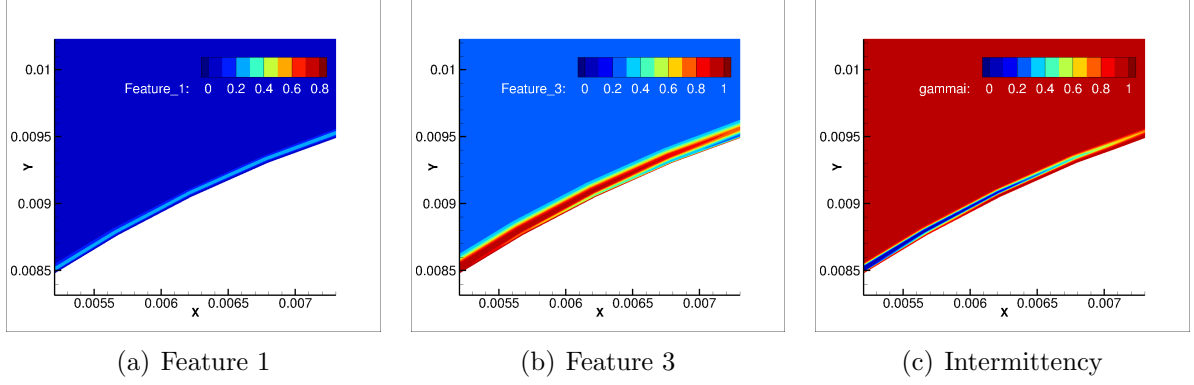 0.01
0.0095
0.009
0.0085
Y
0.0055 0.006 0.0065 0.007
X
Feature_1: 0 0.2 0.4 0.6 0.8
(a) Feature 1
0.01
0.0095
0.009
0.0085
Y
0.0055 0.006 0.0065 0.007
X
Feature_3: 0 0.2 0.4 0.6 0.8 1
(b) Feature 3
0.01
0.0095
0.009
0.0085
Y
0.0055 0.006 0.0065 0.007
X
gammai: 0 0.2 0.4 0.6 0.8 1
(c) Intermittency